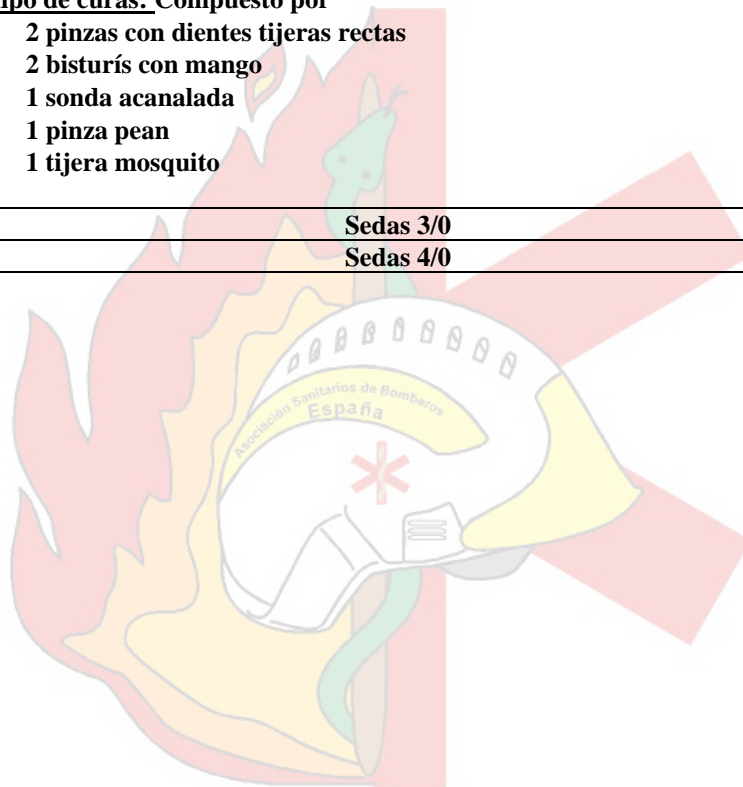 ipo de curas: Compuesto por
2 pinzas con dientes tijeras rectas
2 bisturís con mango
1 sonda acanalada
1 pinza pean
1 tijera mosquito
Sedas 3/0
Sedas 4/0
Asociación Sanitarios de Bomberos
España